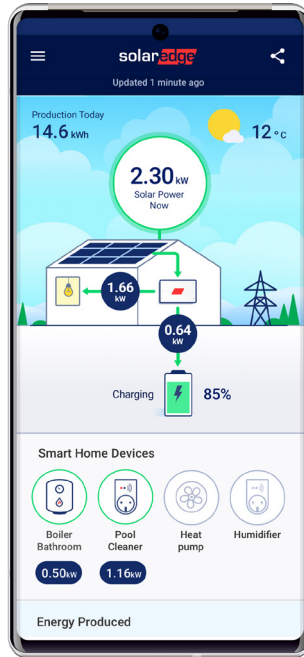 solaredge
Updated 1 minute ago
Production Today
14.6 kWh
12 °C
2.30 kW
Solar Power
Now
1.66
kW
0.64
kW
Charging
85%
Smart Home Devices
Boiler
Bathroom
Pool
Cleaner
Heat
pump
Humidifier
0.50kW
1.16kW
Energy Produced